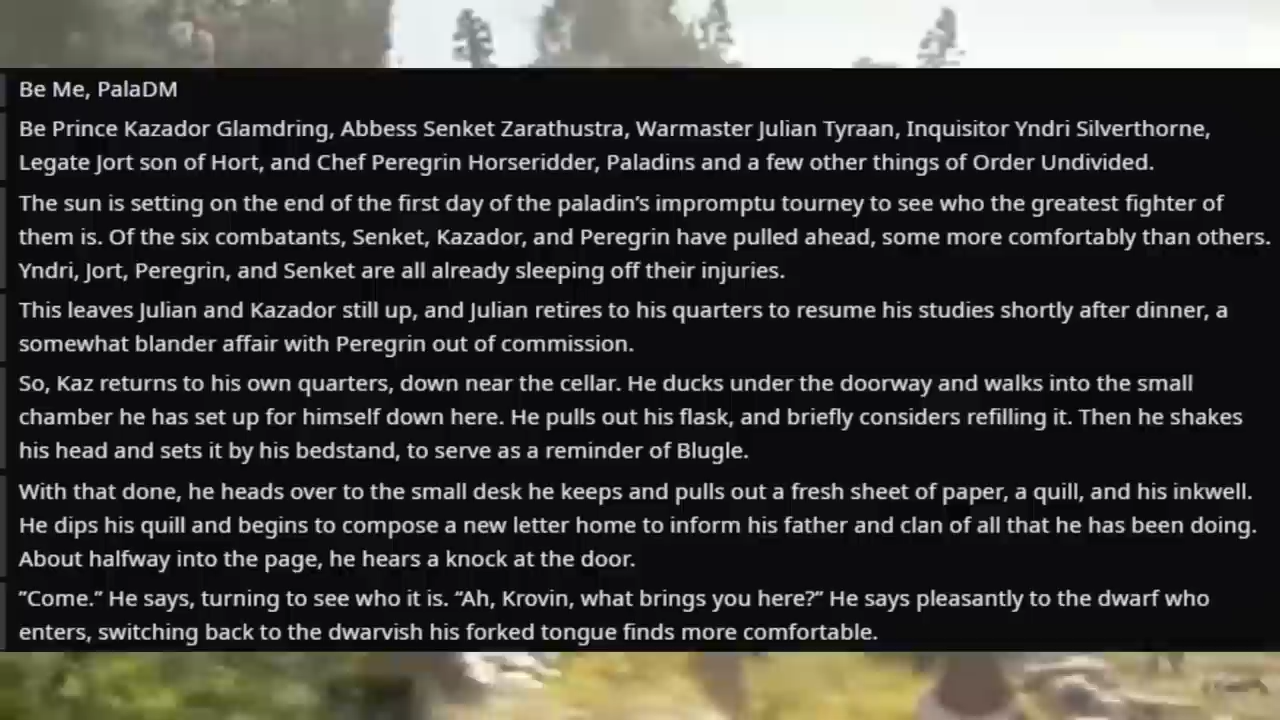 Be Me, PalaDM
Be Prince Kazador Glamdring, Abbess Senket Zarathustra, Warmaster Julian Tyraan, Inquisitor Yndri Silverthorne,
Legate Jort son of Hort, and Chef Peregrin Horseridder, Paladins and a few other things of Order Undivided.
The sun is setting on the end of the first day of the paladin’s impromptu tourney to see who the greatest fighter of
them is. Of the six combatants, Senket, Kazador, and Peregrin have pulled ahead, some more comfortably than others.
Yndri, Jort, Peregrin, and Senket are all already sleeping off their injuries.
This leaves Julian and Kazador still up, and Julian retires to his quarters to resume his studies shortly after dinner, a
somewhat blander affair with Peregrin out of commission.
So, Kaz returns to his own quarters, down near the cellar. He ducks under the doorway and walks into the small
chamber he has set up for himself down here. He pulls out his flask, and briefly considers refilling it. Then he shakes
his head and sets it by his bedstand, to serve as a reminder of Blugle.
With that done, he heads over to the small desk he keeps and pulls out a fresh sheet of paper, a quill, and his inkwell.
He dips his quill and begins to compose a new letter home to inform his father and clan of all that he has been doing.
About halfway into the page, he hears a knock at the door.
”Come.” He says, turning to see who it is. “Ah, Krovin, what brings you here?” He says pleasantly to the dwarf who
enters, switching back to the dwarvish his forked tongue finds more comfortable.